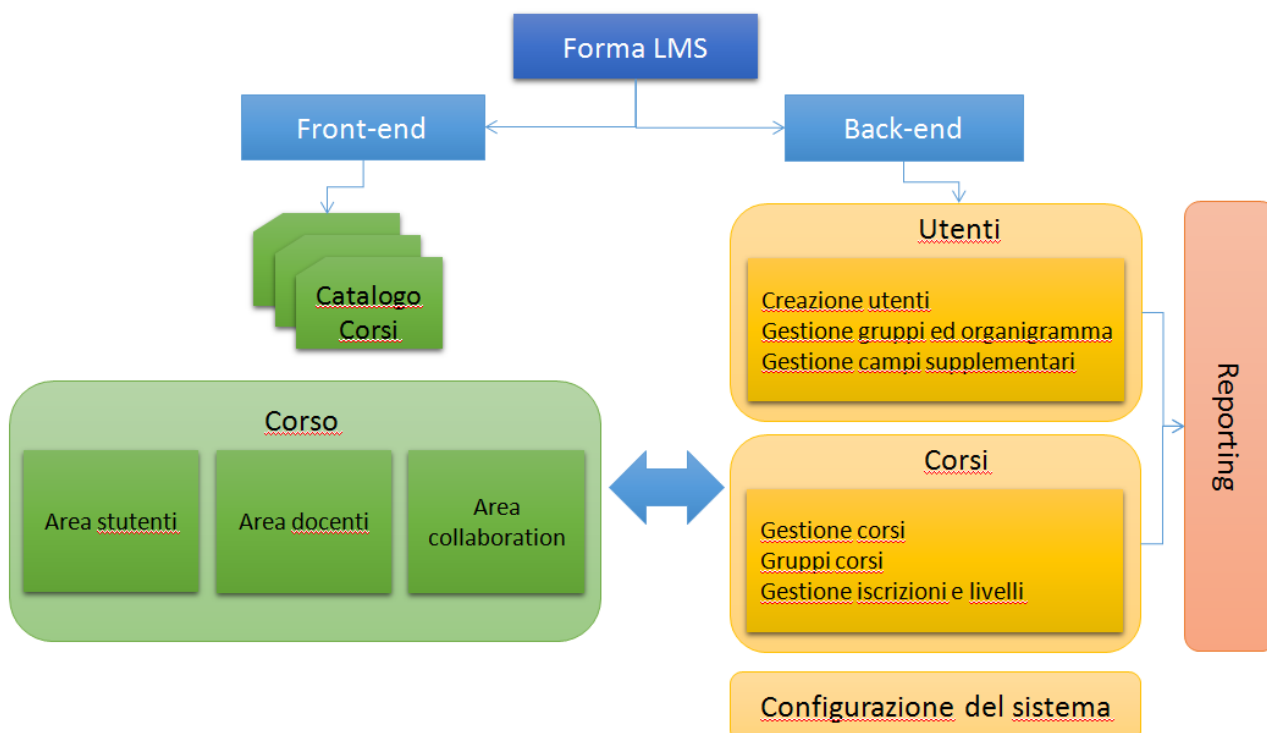 Forma LMS
Front-end
Back-end
Catalogo
Corsi
Utenti
Creazione utenti
Gestione gruppi ed organigramma
Gestione campi supplementari
Reporting
Corso
Area stutenti
Area docenti
Area
collaboration
Corsi
Gestione corsi
Gruppi corsi
Gestione iscrizioni e livelli
Configurazione del sistema